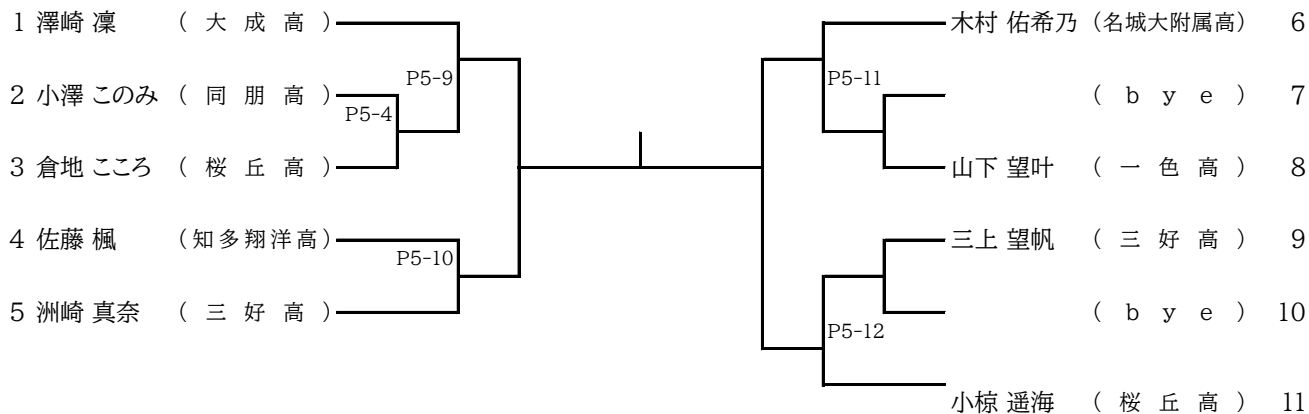 1 澤崎 凜 ( 大 成 高 ) 木村 佑希乃 (名城大附属高) 6
P5-9 P5-11
2 小澤 このみ ( 同 朋 高 ) ( b y e ) 7
P5-4
3 倉地 こころ ( 桜 丘 高 ) 山下 望叶 ( 一 色 高 ) 8
4 佐藤 楓 (知多翔洋高) 三上 望帆 ( 三 好 高 ) 9
P5-10
5 洲崎 真奈 ( 三 好 高 ) ( b y e ) 10
P5-12
小椋 遥海 ( 桜 丘 高 ) 11